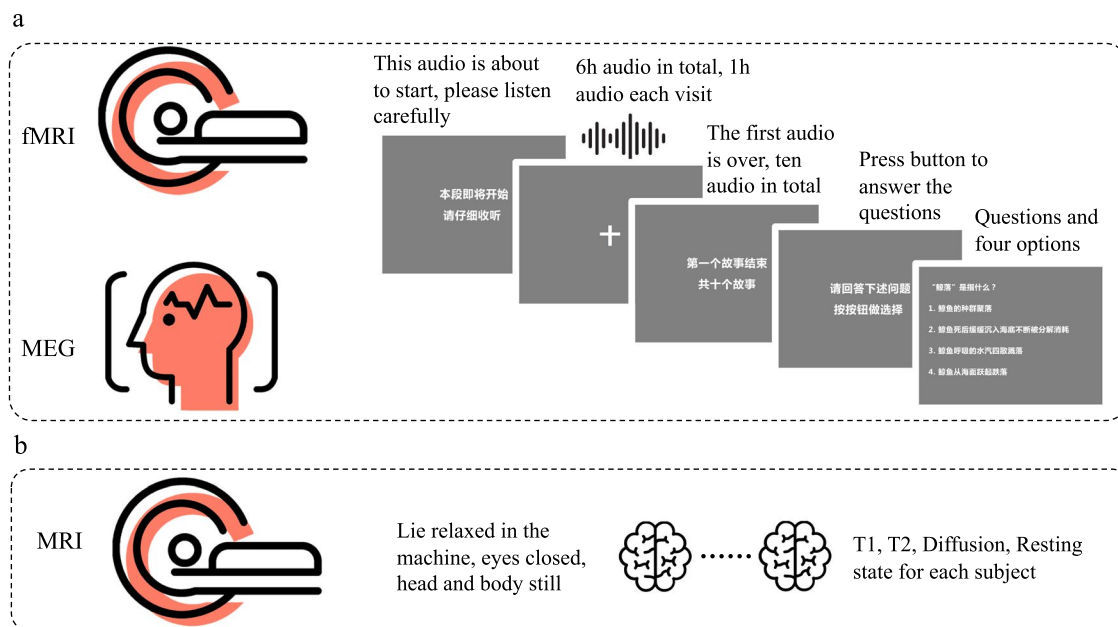 a
fMRI
This audio is about
to start, please listen
carefully
6h audio in total, 1h
audio each visit
The first audio
is over, ten
audio in total
Press button to
answer the
questions
Questions and
four options
本段即将开始
请仔细收听
+
第一个故事结束
共十个故事
请回答下述问题
按按钮做选择
“鲸落”是指什么？
1. 鲸鱼的种群聚落
2. 鲸鱼死后缓缓沉入海底不断被分解消耗
3. 鲸鱼呼吸的水汽四散溅落
4. 鲸鱼从海面跃起跌落
MEG
b
MRI
Lie relaxed in the
machine, eyes closed,
head and body still
T1, T2, Diffusion, Resting
state for each subject